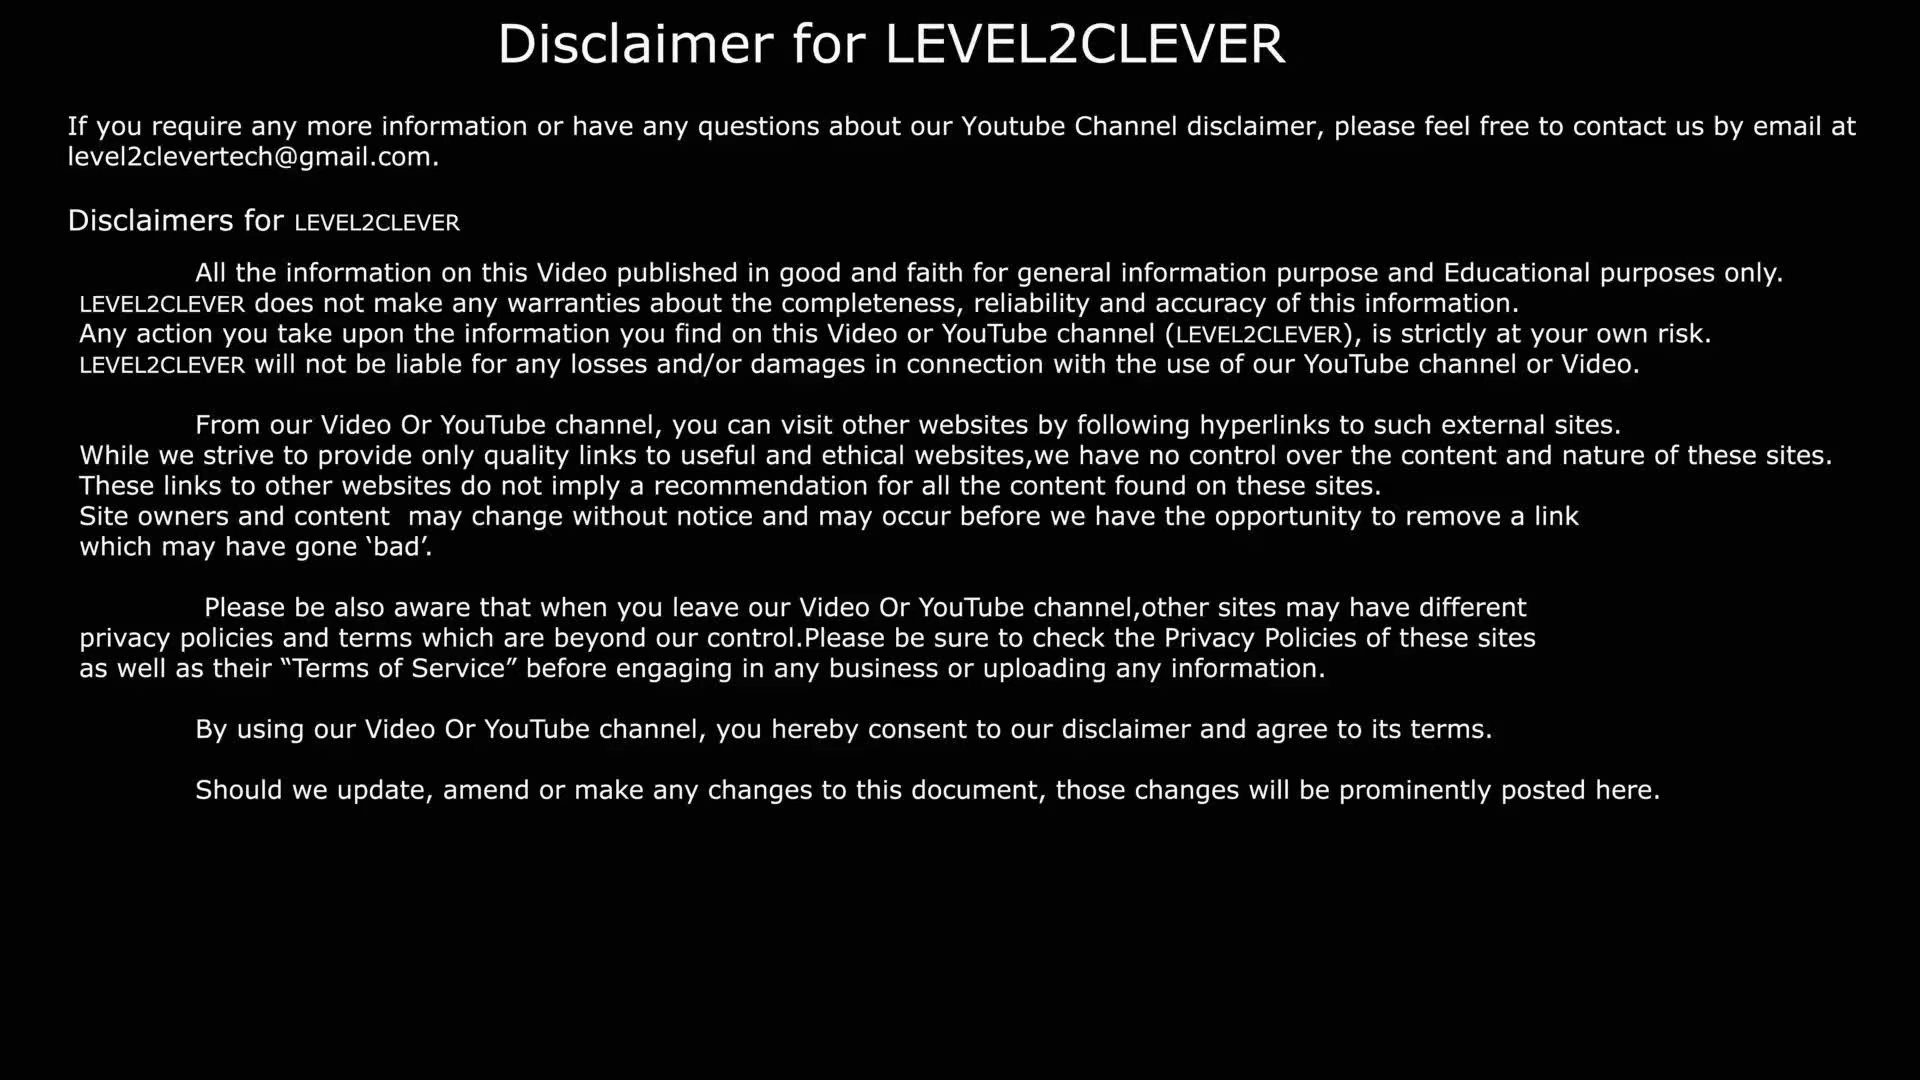 Disclaimer for LEVEL2CLEVER
If you require any more information or have any questions about our Youtube Channel disclaimer, please feel free to contact us by email at
level2clevertech@gmail.com.
Disclaimers for LEVEL2CLEVER
All the information on this Video published in good and faith for general information purpose and Educational purposes only.
LEVEL2CLEVER does not make any warranties about the completeness, reliability and accuracy of this information.
Any action you take upon the information you find on this Video or YouTube channel (LEVEL2CLEVER), is strictly at your own risk.
LEVEL2CLEVER will not be liable for any losses and/or damages in connection with the use of our YouTube channel or Video.
From our Video Or YouTube channel, you can visit other websites by following hyperlinks to such external sites.
While we strive to provide only quality links to useful and ethical websites,we have no control over the content and nature of these sites.
These links to other websites do not imply a recommendation for all the content found on these sites.
Site owners and content  may change without notice and may occur before we have the opportunity to remove a link
which may have gone ‘bad’.
Please be also aware that when you leave our Video Or YouTube channel,other sites may have different
privacy policies and terms which are beyond our control.Please be sure to check the Privacy Policies of these sites
as well as their “Terms of Service” before engaging in any business or uploading any information.
By using our Video Or YouTube channel, you hereby consent to our disclaimer and agree to its terms.
Should we update, amend or make any changes to this document, those changes will be prominently posted here.